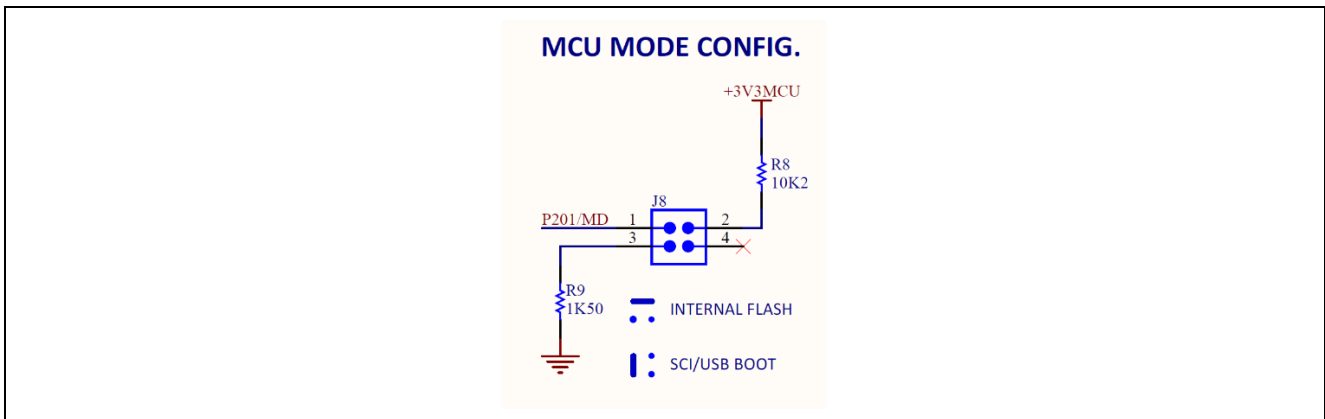 MCU MODE CONFIG.
+3V3MCU
R8
10K2
J8
P201/MD 1 2
3 4
R9
1K50
INTERNAL FLASH
SCI/USB BOOT